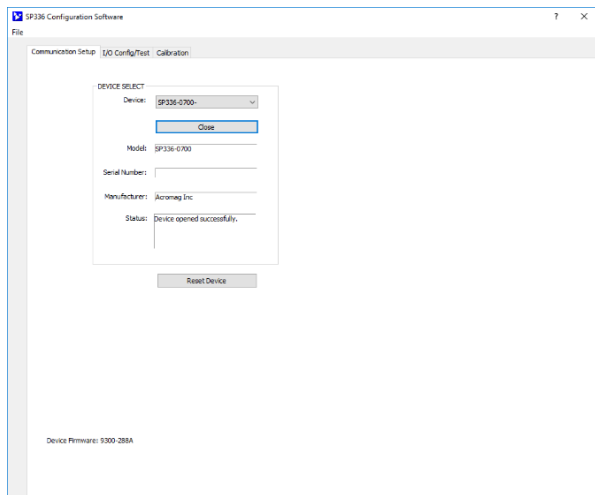 SP336 Configuration Software
? ×
File
Communication Setup I/O Config/Test Calibration
DEVICE SELECT
Device: SP336-0700-
Close
Model: SP336-0700
Serial Number:
Manufacturer: Acromag Inc
Status: Device opened successfully.
Reset Device
Device Firmware: 9300-288A